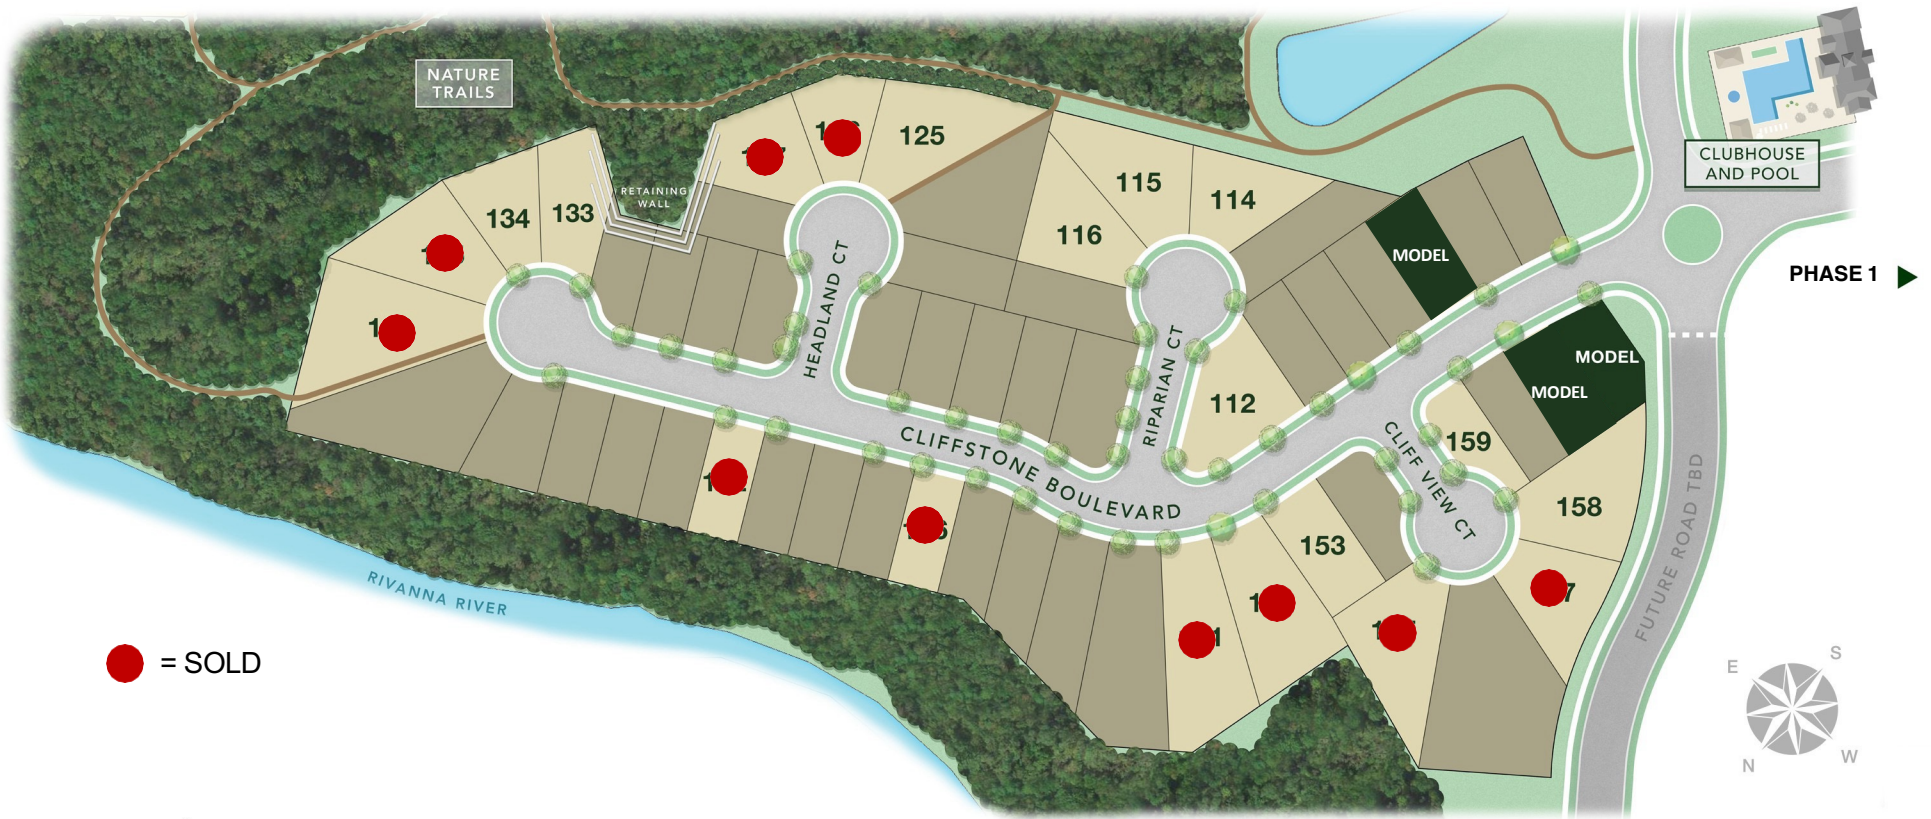 NATURE
TRAILS
125
CLUBHOUSE
AND POOL
115
114
134
133
RETAINING
WALL
116
MODEL
PHASE 1
HEADLAND CT
RIPARIAN CT
MODEL
MODEL
112
CLIFFSTONE BOULEVARD
CLIFF VIEW CT
159
158
153
FUTURE ROAD TBD
RIVANNA RIVER
= SOLD
E
S
N
W